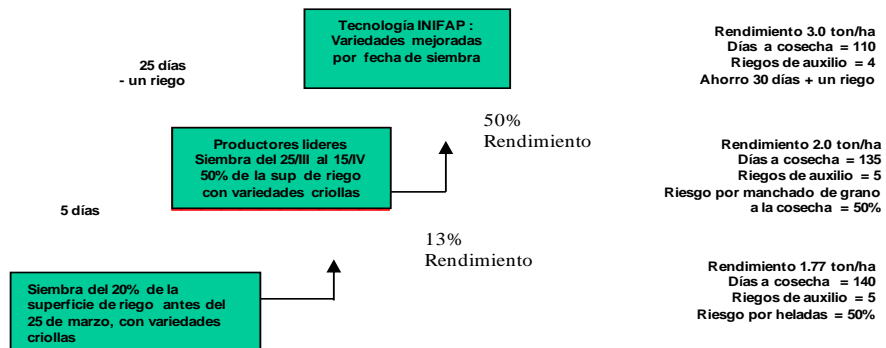 Tecnología INIFAP :
Variedades mejoradas
por fecha de siembra
25 días
- un riego
Rendimiento 3.0 ton/ha
Días a cosecha = 110
Riegos de auxilio = 4
Ahorro 30 días + un riego
50%
Rendimiento
Productores lideres
Siembra del 25/III al 15/IV
50% de la sup de riego
con variedades criollas
Rendimiento 2.0 ton/ha
Días a cosecha = 135
Riegos de auxilio = 5
Riesgo por manchado de grano
a la cosecha = 50%
5 días
13%
Rendimiento
Siembra del 20% de la
superficie de riego antes del
25 de marzo, con variedades
criollas
Rendimiento 1.77 ton/ha
Días a cosecha = 140
Riegos de auxilio = 5
Riesgo por heladas = 50%